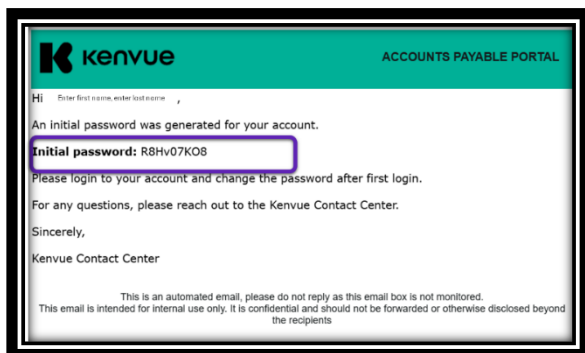 kenvue
ACCOUNTS PAYABLE PORTAL
Hi Enter first name, enter last name ,
An initial password was generated for your account.
Initial password: R8Hv07KO8
Please login to your account and change the password after first login.
For any questions, please reach out to the Kenvue Contact Center.
Sincerely,
Kenvue Contact Center
This is an automated email, please do not reply as this email box is not monitored.
This email is intended for internal use only. It is confidential and should not be forwarded or otherwise disclosed beyond
the recipients